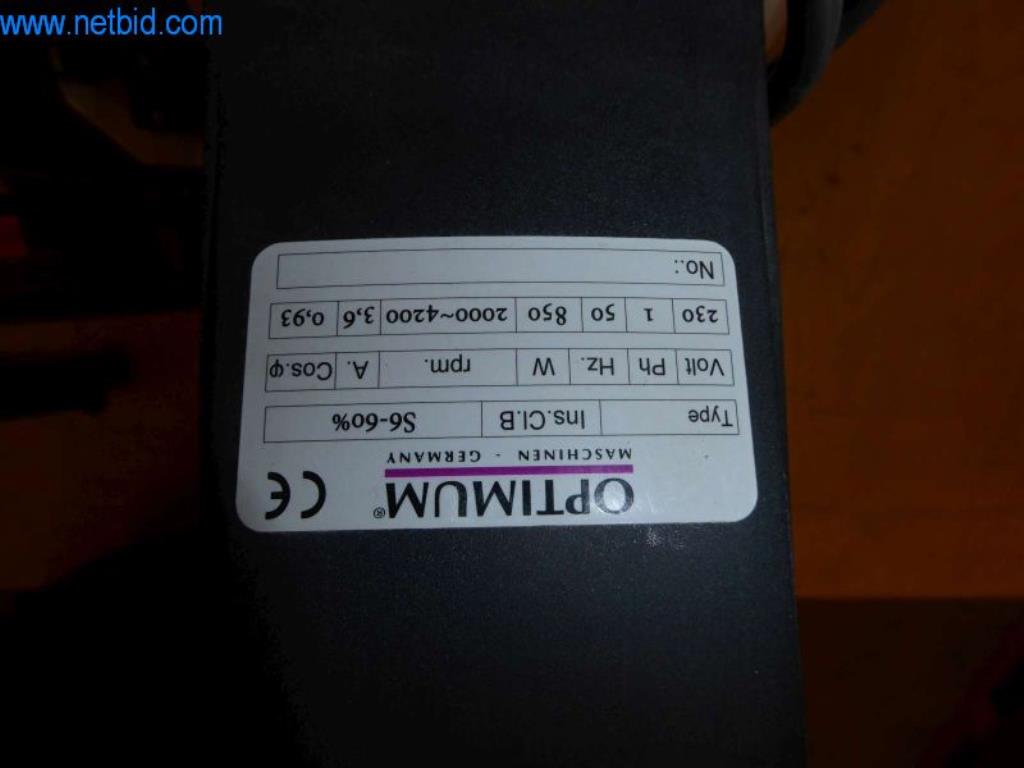 www.netbid.com
OPTIMUM® CE
MASCHINEN - GERMANY
Type Ins.Cl.B S6-60%
Volt Ph Hz. W rpm. A. Cos.φ
230 1 50 850 2000~4200 3,6 0,93
No.: